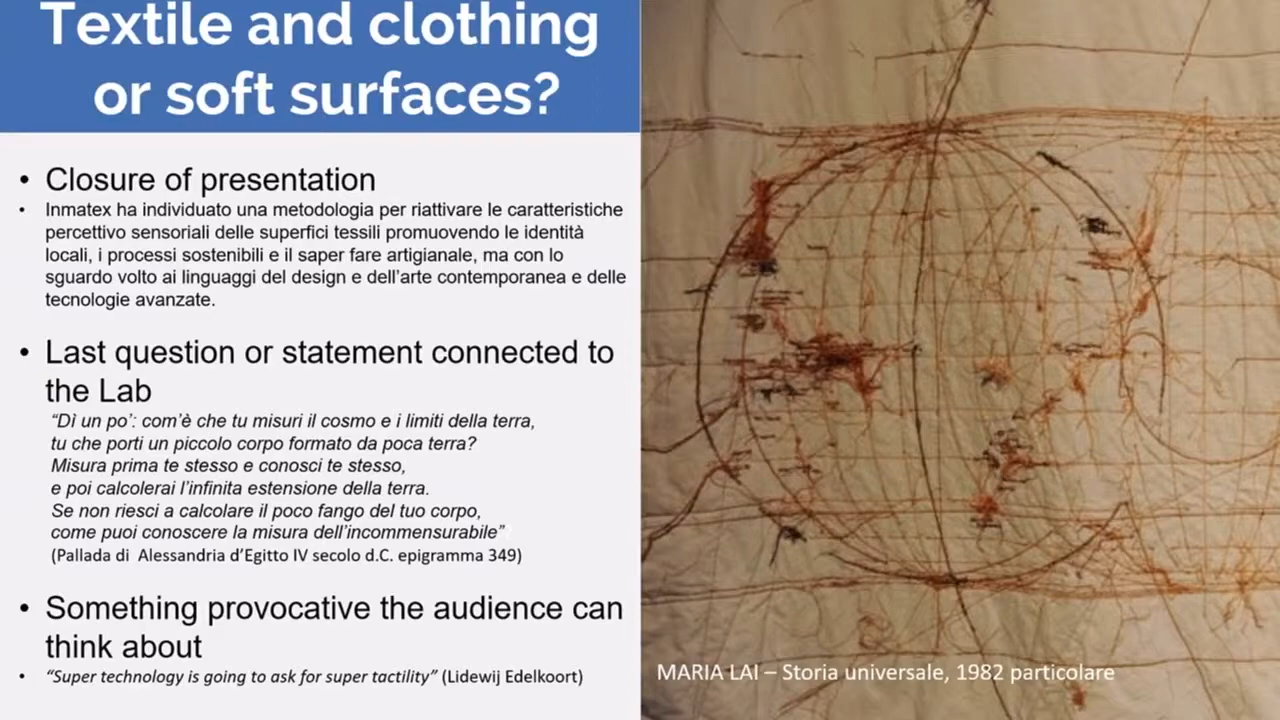 Textile and clothing
or soft surfaces?
• Closure of presentation
• Inmatex ha individuato una metodologia per riattivare le caratteristiche
percettivo sensoriali delle superfici tessili promuovendo le identità
locali, i processi sostenibili e il saper fare artigianale, ma con lo
sguardo volto ai linguaggi del design e dell'arte contemporanea e delle
tecnologie avanzate.
• Last question or statement connected to
the Lab
“Dì un po’: com’è che tu misuri il cosmo e i limiti della terra,
tu che porti un piccolo corpo formato da poca terra?
Misura prima te stesso e conosci te stesso,
e poi calcolerai l’infinita estensione della terra.
Se non riesci a calcolare il poco fango del tuo corpo,
come puoi conoscere la misura dell’incommensurabile”?
(Pallada di Alessandria d’Egitto IV secolo d.C. epigramma 349)
• Something provocative the audience can
think about
• “Super technology is going to ask for super tactility” (Lidewij Edelkoort)
MARIA LAI – Storia universale, 1982 particolare